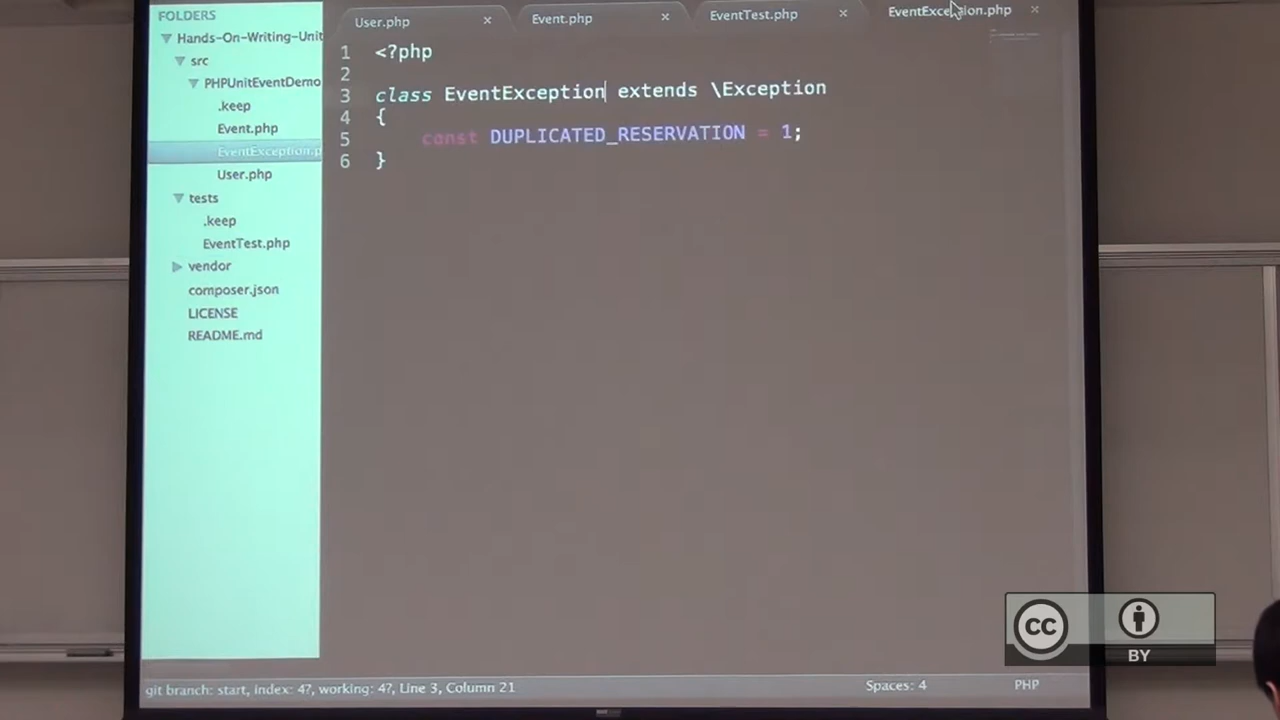 FOLDERS
Hands-On-Writing-Unit
src
PHPUnitEventDemo
.keep
Event.php
EventException.p
User.php
tests
.keep
EventTest.php
vendor
composer.json
LICENSE
README.md
User.php ×
Event.php ×
EventTest.php ×
EventException.php ×
1 <?php
2
3 class EventException extends \Exception
4 {
5 const DUPLICATED_RESERVATION = 1;
6 }
git branch: start, index: 4?, working: 4?, Line 3, Column 21
Spaces: 4
PHP
CC
BY